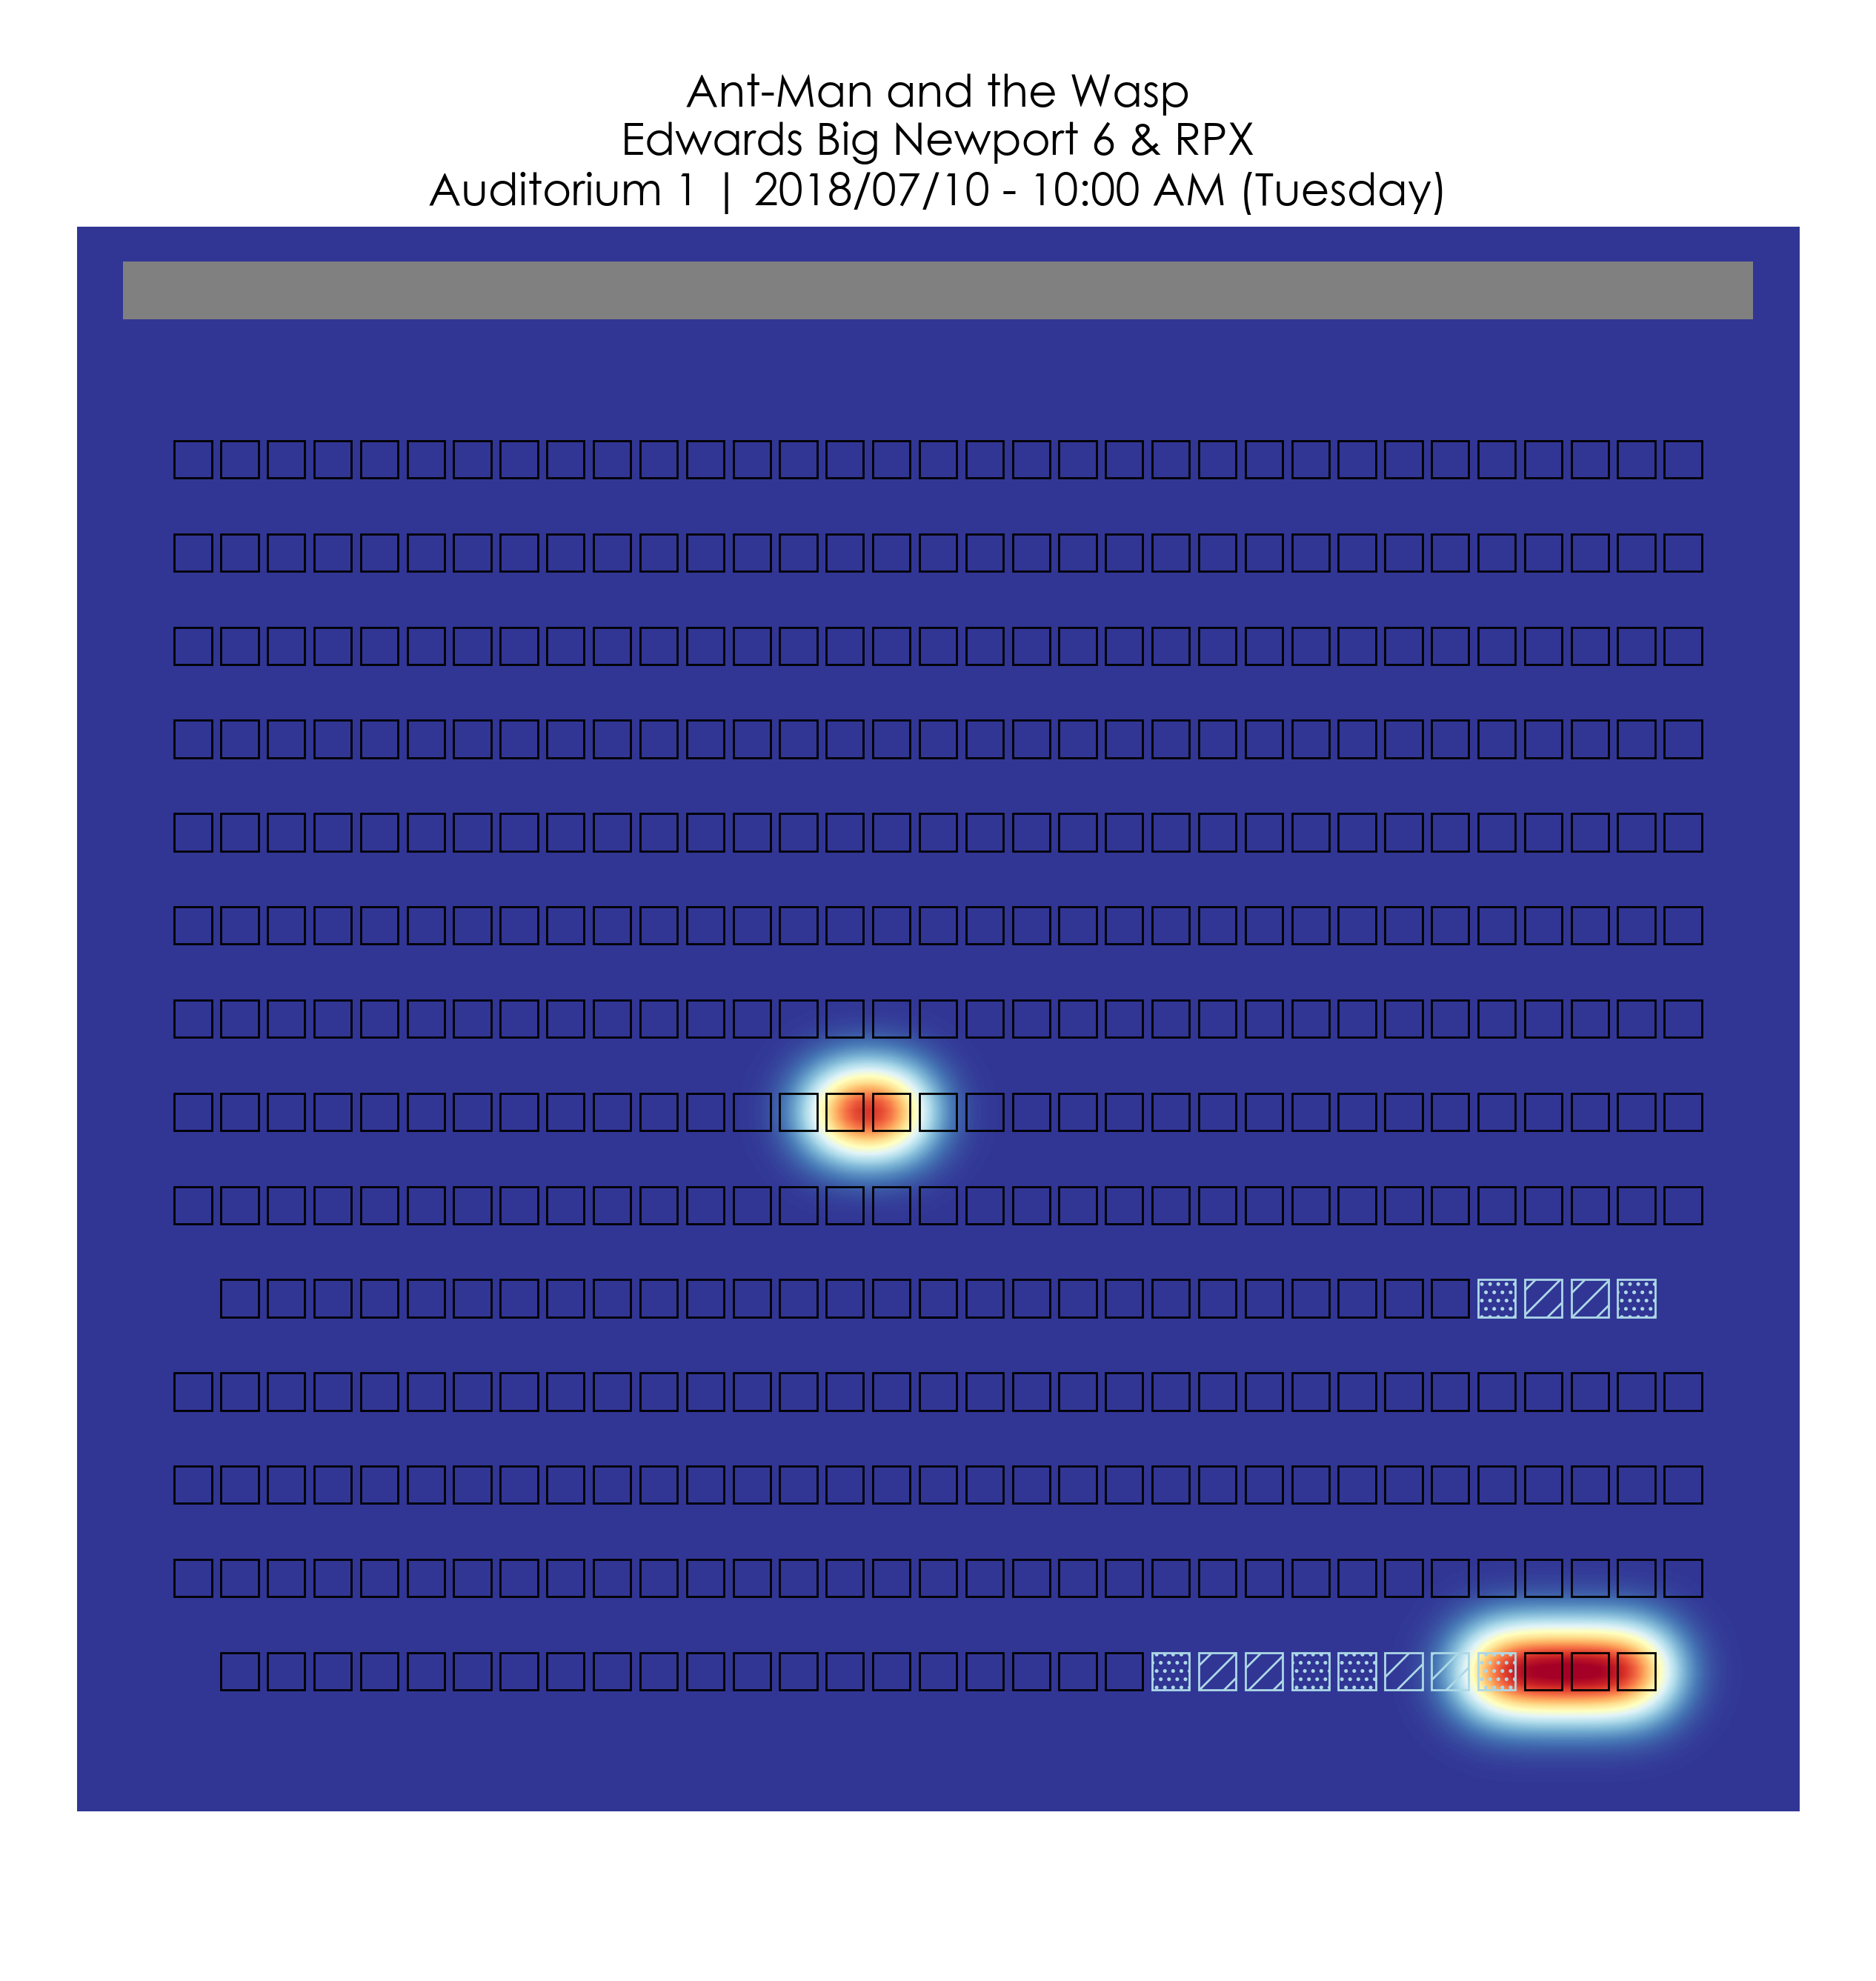 Ant-Man and the Wasp
Edwards Big Newport 6 & RPX
Auditorium 1 | 2018/07/10 - 10:00 AM (Tuesday)